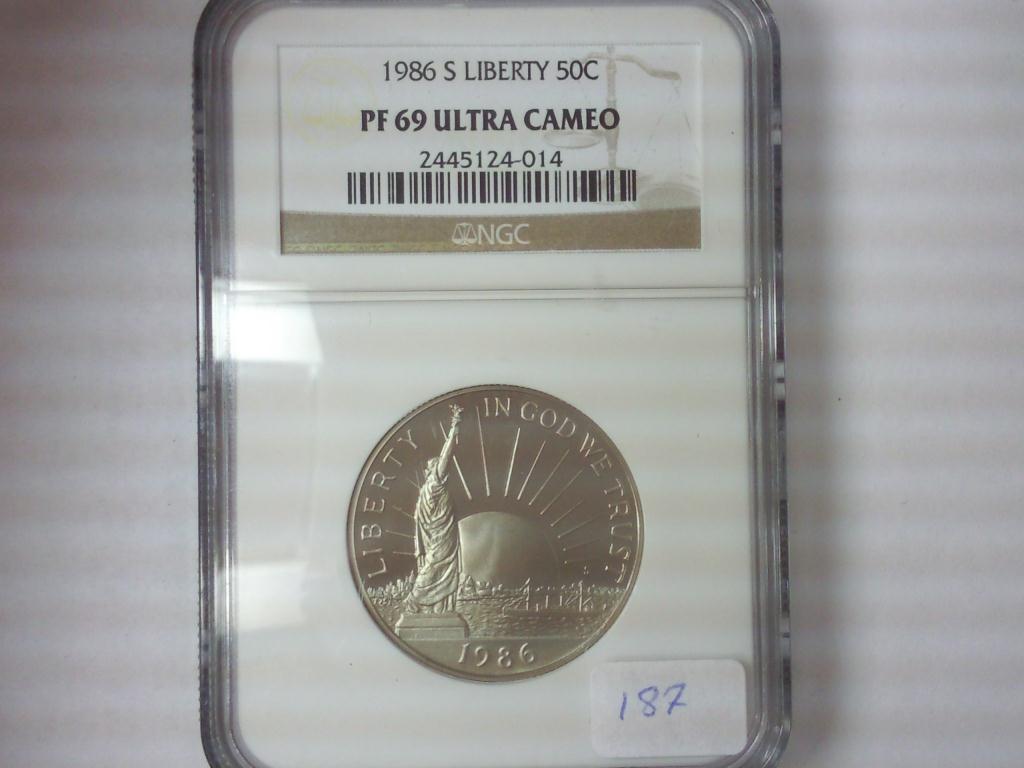 1986 S LIBERTY 50C
PF 69 ULTRA CAMEO
2445124-014
NGC
LIBERTY
IN GOD WE TRUST
1986
187